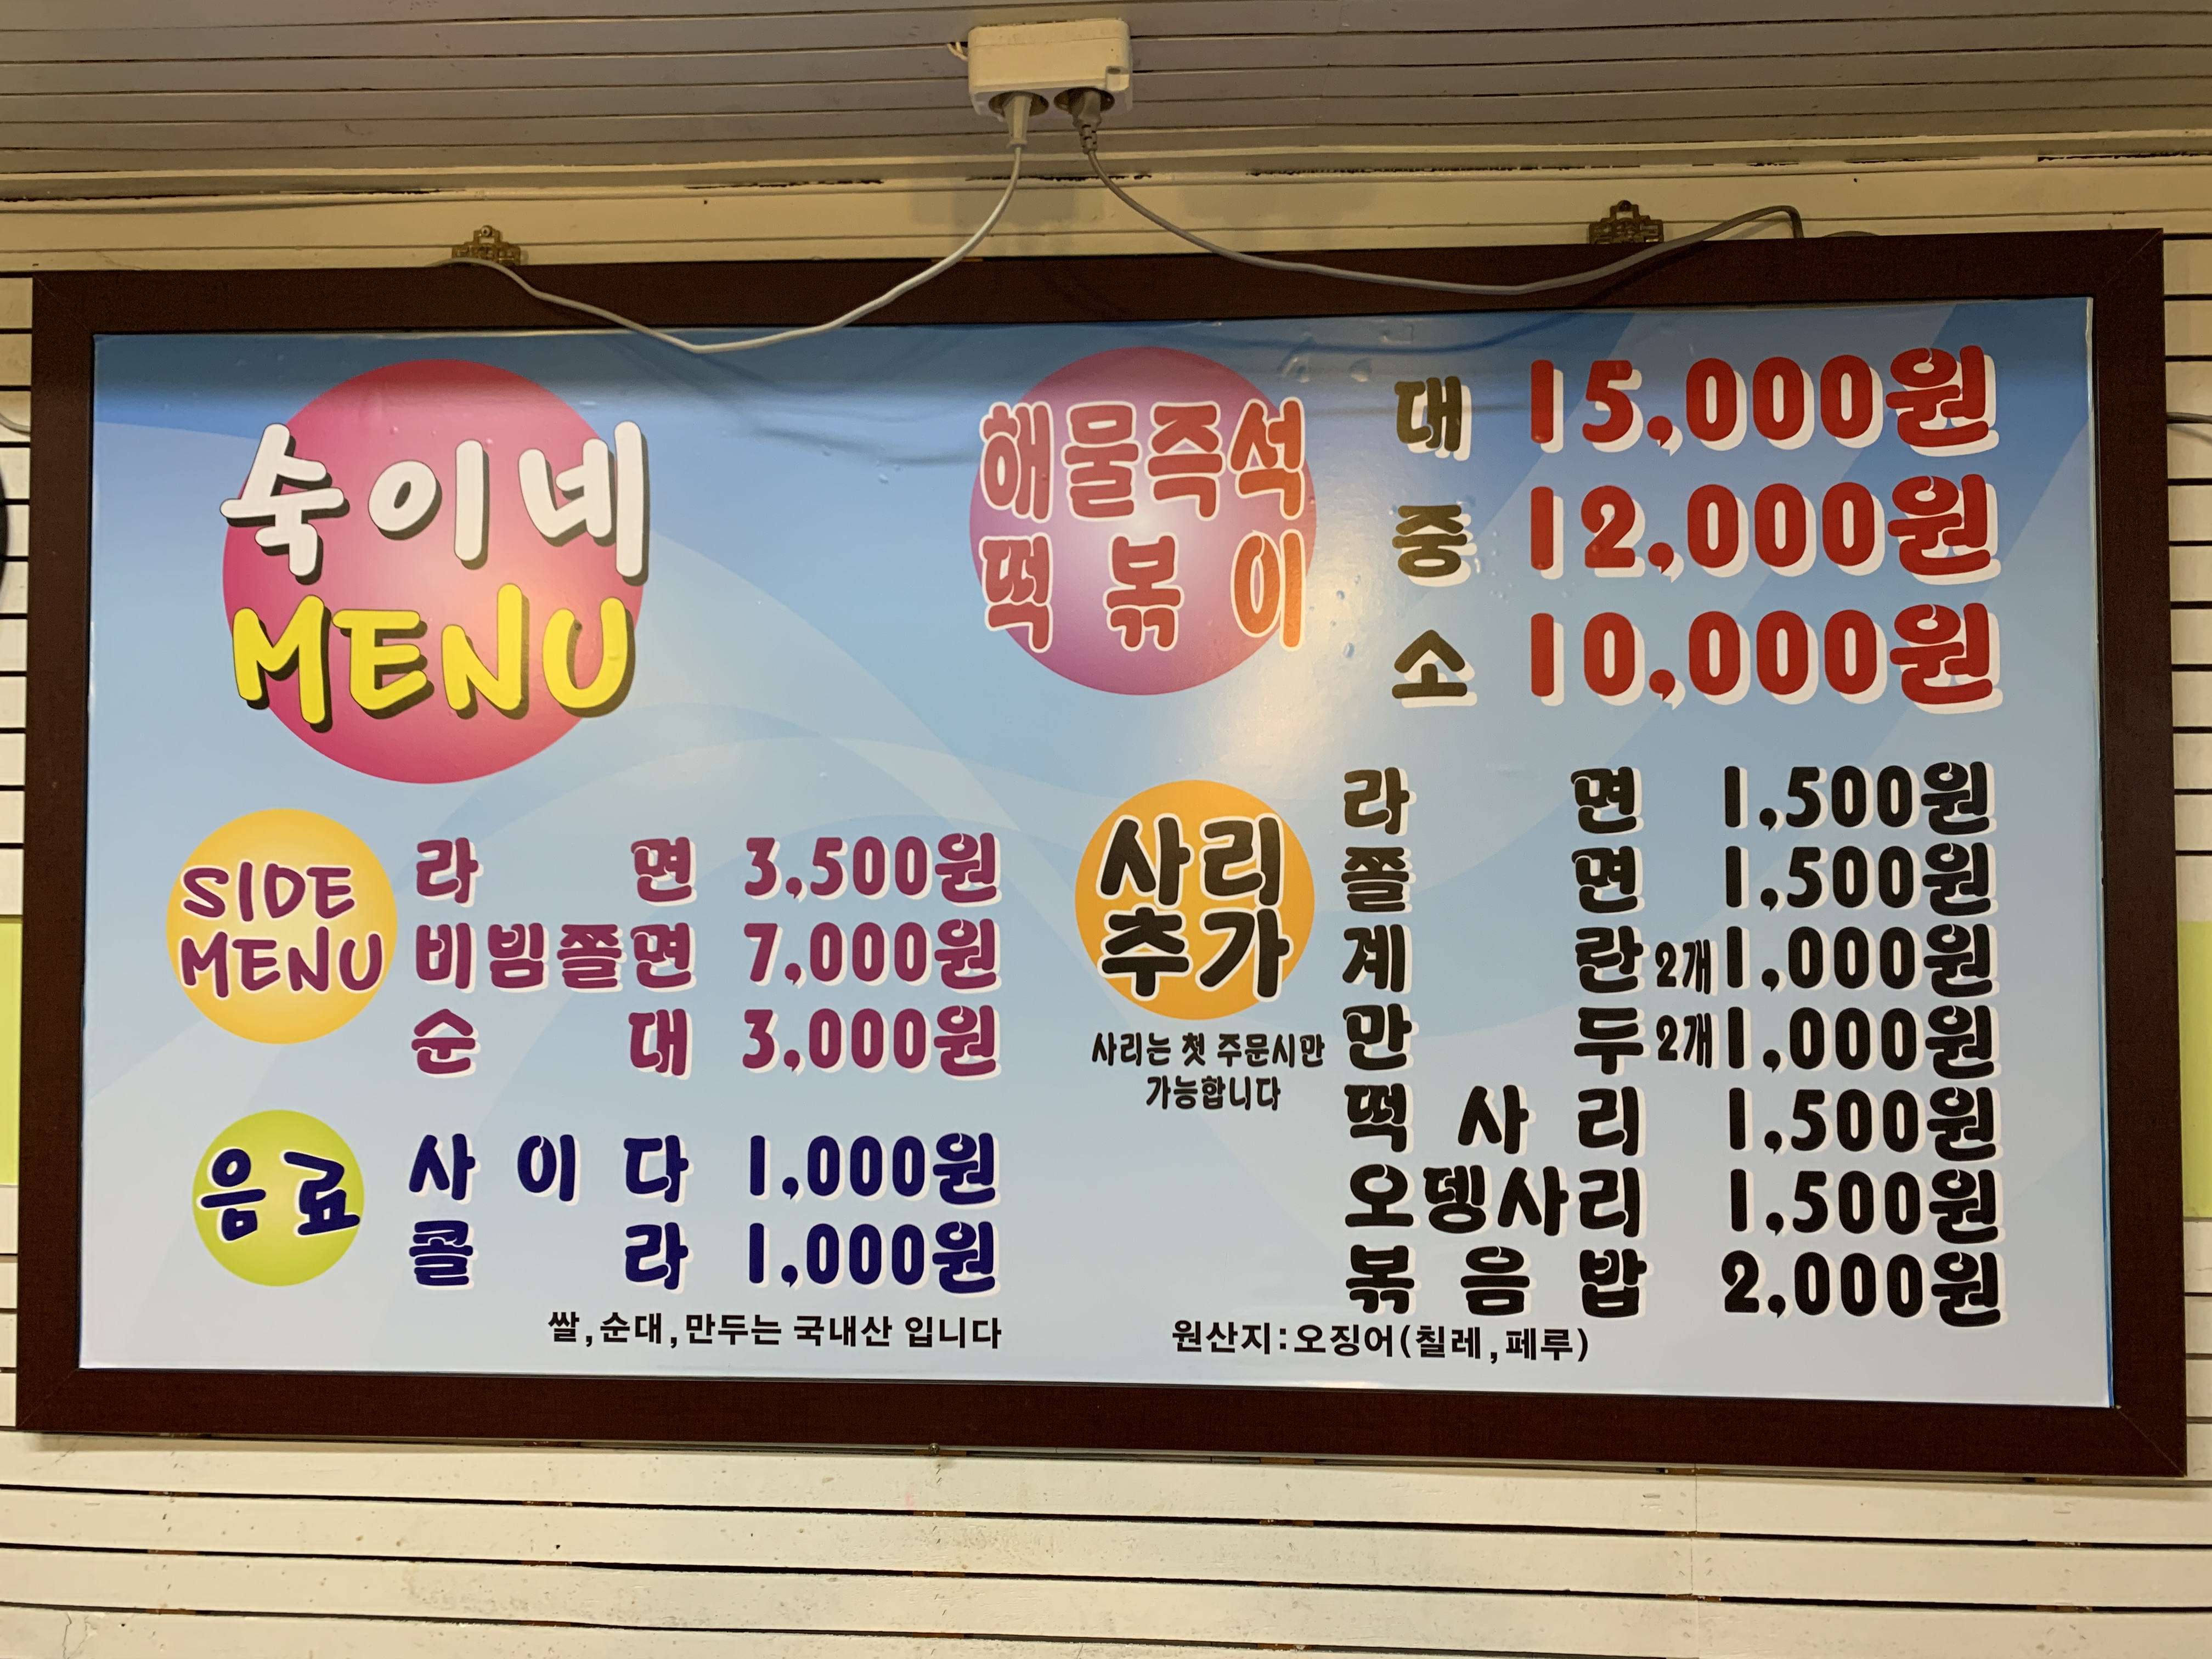 숙이네
MENU
해물즉석
떡볶이
대 15,000원
중 12,000원
소 10,000원
SIDE
MENU
라면 3,500원
비빔쫄면 7,000원
순대 3,000원
음료
사이다 1,000원
콜라 1,000원
쌀,순대,만두는 국내산 입니다
사리
추가
사리는 첫 주문시만
가능합니다
라면 1,500원
쫄면 1,500원
계란 2개 1,000원
만두 2개 1,000원
떡사리 1,500원
오뎅사리 1,500원
볶음밥 2,000원
원산지:오징어(칠레,페루)